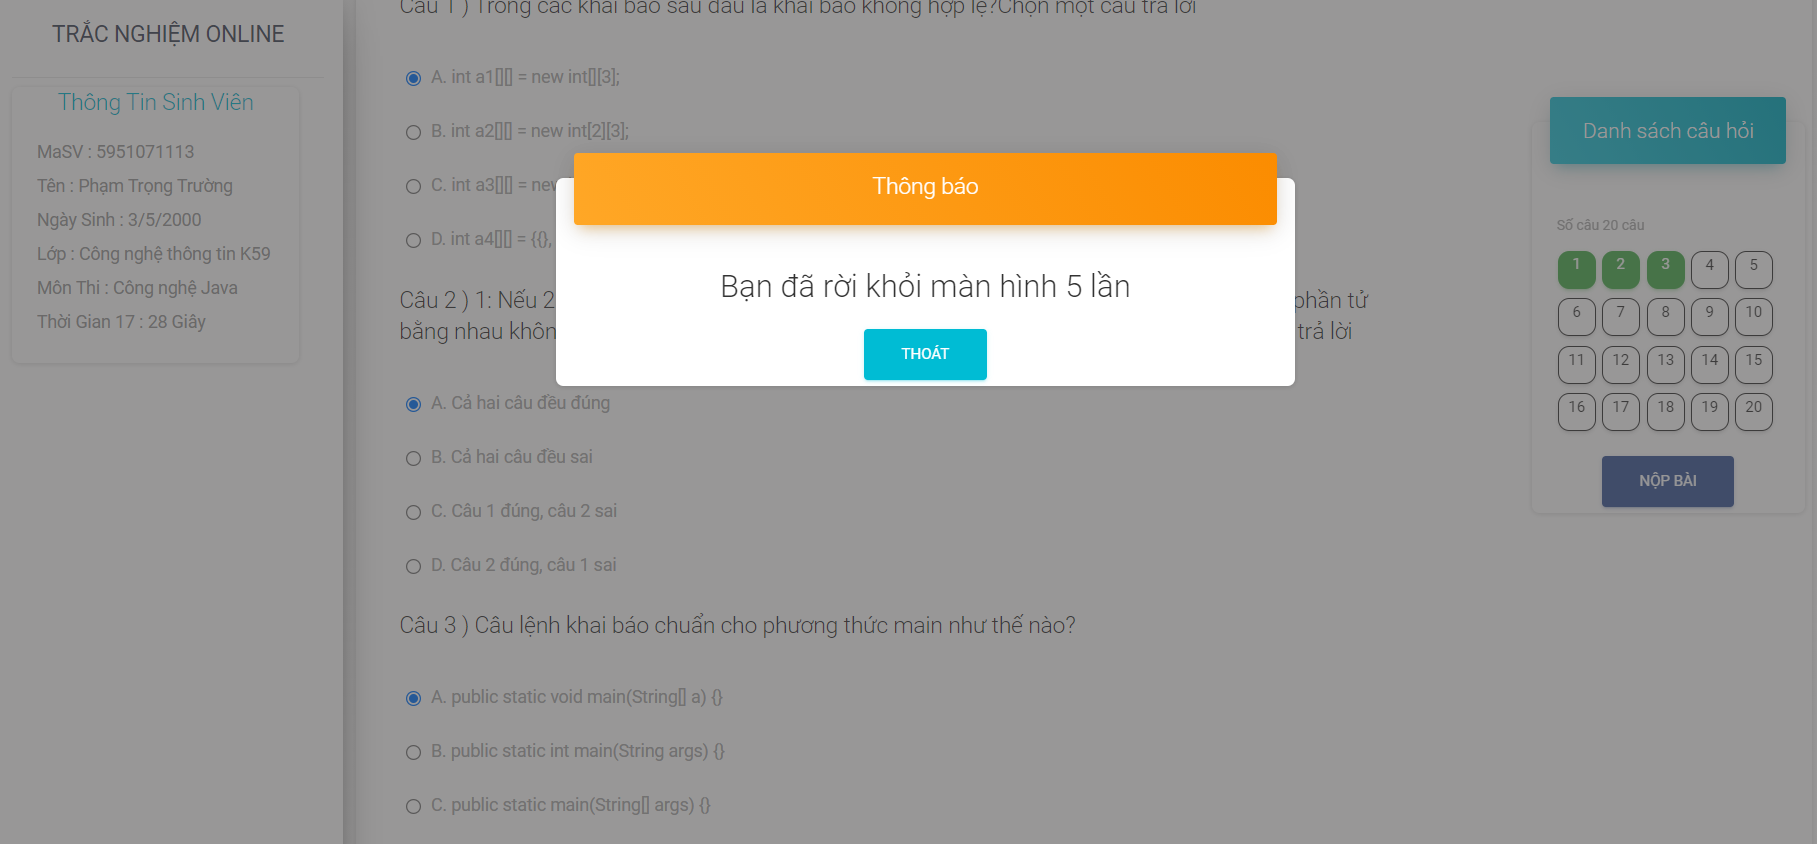 TRẮC NGHIỆM ONLINE
Thông Tin Sinh Viên
MaSV : 5951071113
Tên : Phạm Trọng Trường
Ngày Sinh : 3/5/2000
Lớp : Công nghệ thông tin K59
Môn Thi : Công nghệ Java
Thời Gian 17 : 28 Giây
Câu 1 ) Trong các khai báo sau đâu là khai báo không hợp lệ?Chọn một câu trả lời
A. int a1[][] = new int[][3];
B. int a2[][] = new int[2][3];
C. int a3[][] = new
D. int a4[][] = {{},
Thông báo
Bạn đã rời khỏi màn hình 5 lần
THOÁT
Câu 2 ) 1: Nếu 2 phần tử
bằng nhau khôn trả lời
A. Cả hai câu đều đúng
B. Cả hai câu đều sai
C. Câu 1 đúng, câu 2 sai
D. Câu 2 đúng, câu 1 sai
Câu 3 ) Câu lệnh khai báo chuẩn cho phương thức main như thế nào?
A. public static void main(String[] a) {}
B. public static int main(String args) {}
C. public static main(String[] args) {}
Danh sách câu hỏi
Số câu 20 câu
1 2 3 4 5
6 7 8 9 10
11 12 13 14 15
16 17 18 19 20
NỘP BÀI